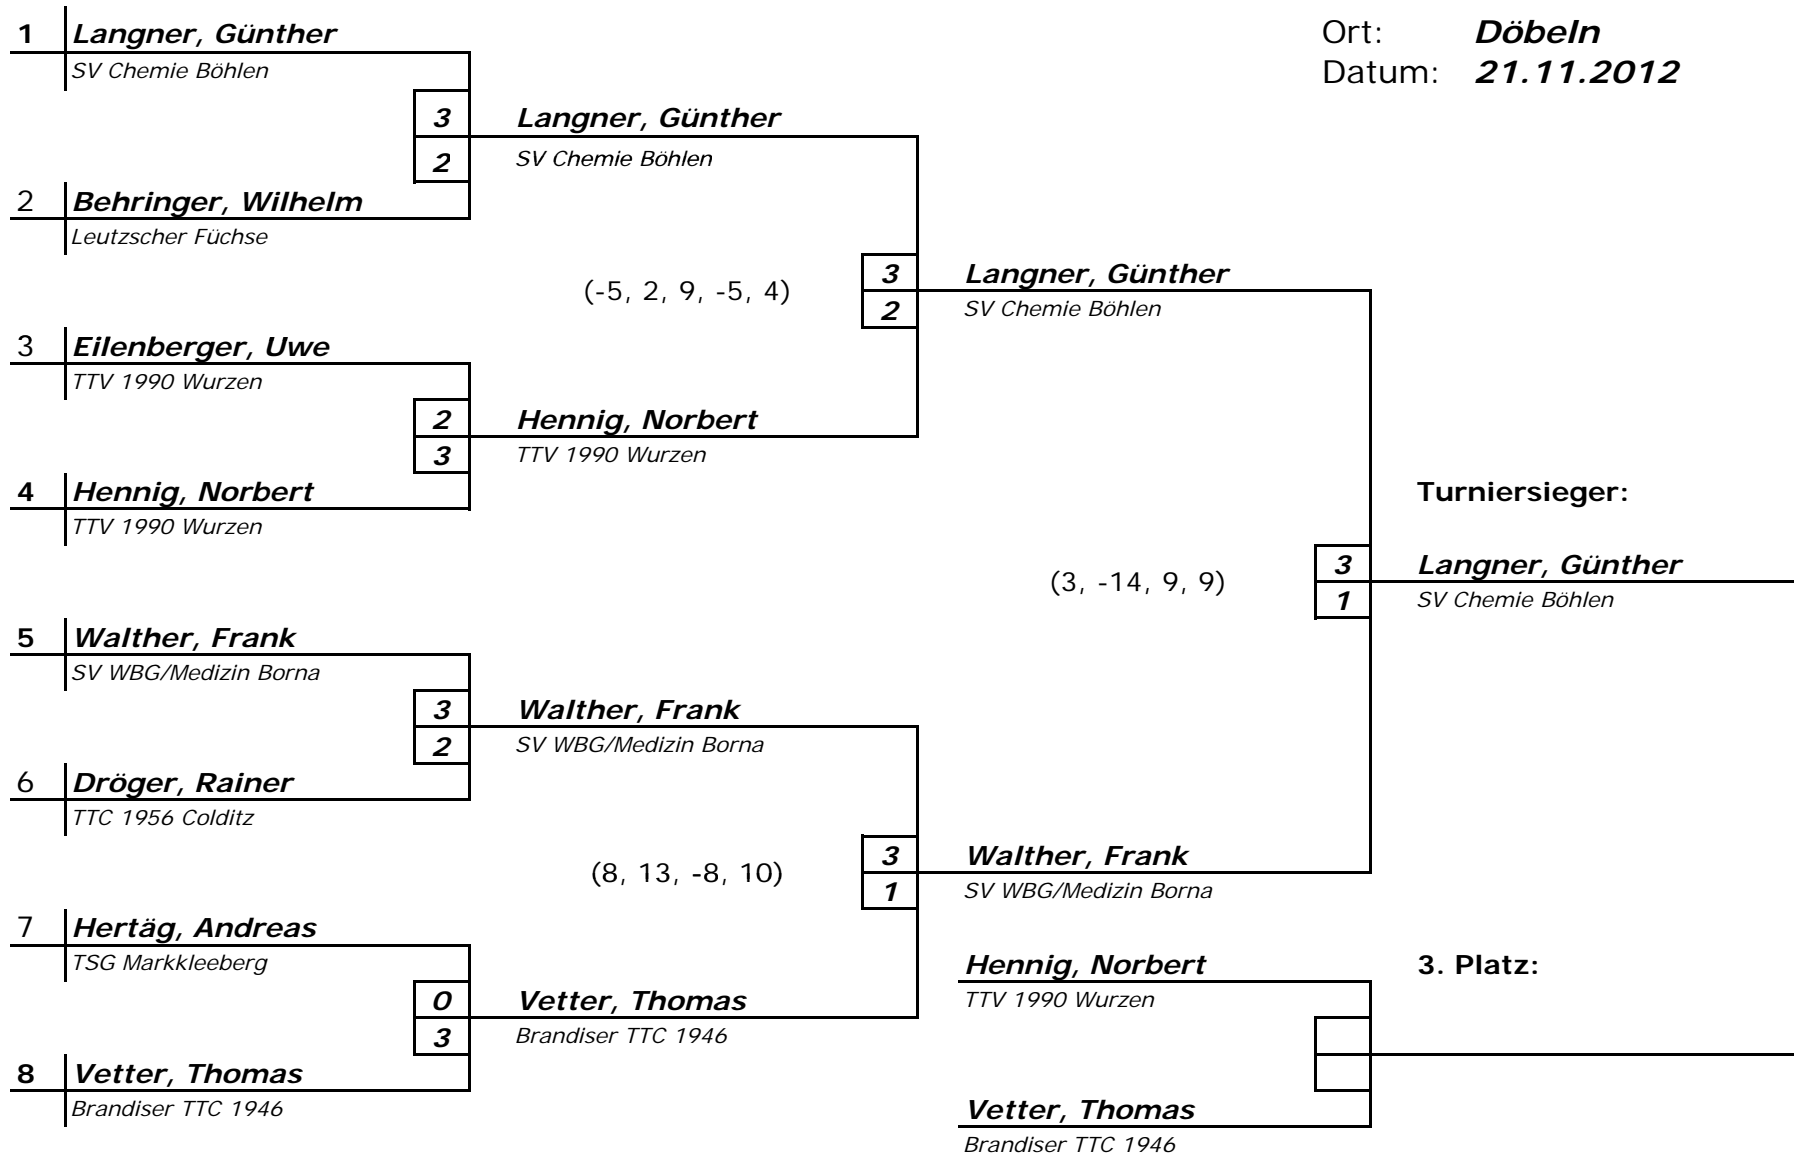 Ort: Döbeln
Datum: 21.11.2012
1 Langner, Günther
SV Chemie Böhlen
3 Langner, Günther
2 SV Chemie Böhlen
2 Behringer, Wilhelm
Leutzscher Füchse
(-5, 2, 9, -5, 4)
3 Langner, Günther
2 SV Chemie Böhlen
3 Eilenberger, Uwe
TTV 1990 Wurzen
2 Hennig, Norbert
3 TTV 1990 Wurzen
4 Hennig, Norbert
TTV 1990 Wurzen
Turniersieger:
(3, -14, 9, 9)
3 Langner, Günther
1 SV Chemie Böhlen
5 Walther, Frank
SV WBG/Medizin Borna
3 Walther, Frank
2 SV WBG/Medizin Borna
6 Dröger, Rainer
TTC 1956 Colditz
(8, 13, -8, 10)
3 Walther, Frank
1 SV WBG/Medizin Borna
7 Hertäg, Andreas
TSG Markkleeberg
0 Vetter, Thomas
3 Brandiser TTC 1946
8 Vetter, Thomas
Brandiser TTC 1946
Hennig, Norbert
TTV 1990 Wurzen
3. Platz:
Vetter, Thomas
Brandiser TTC 1946